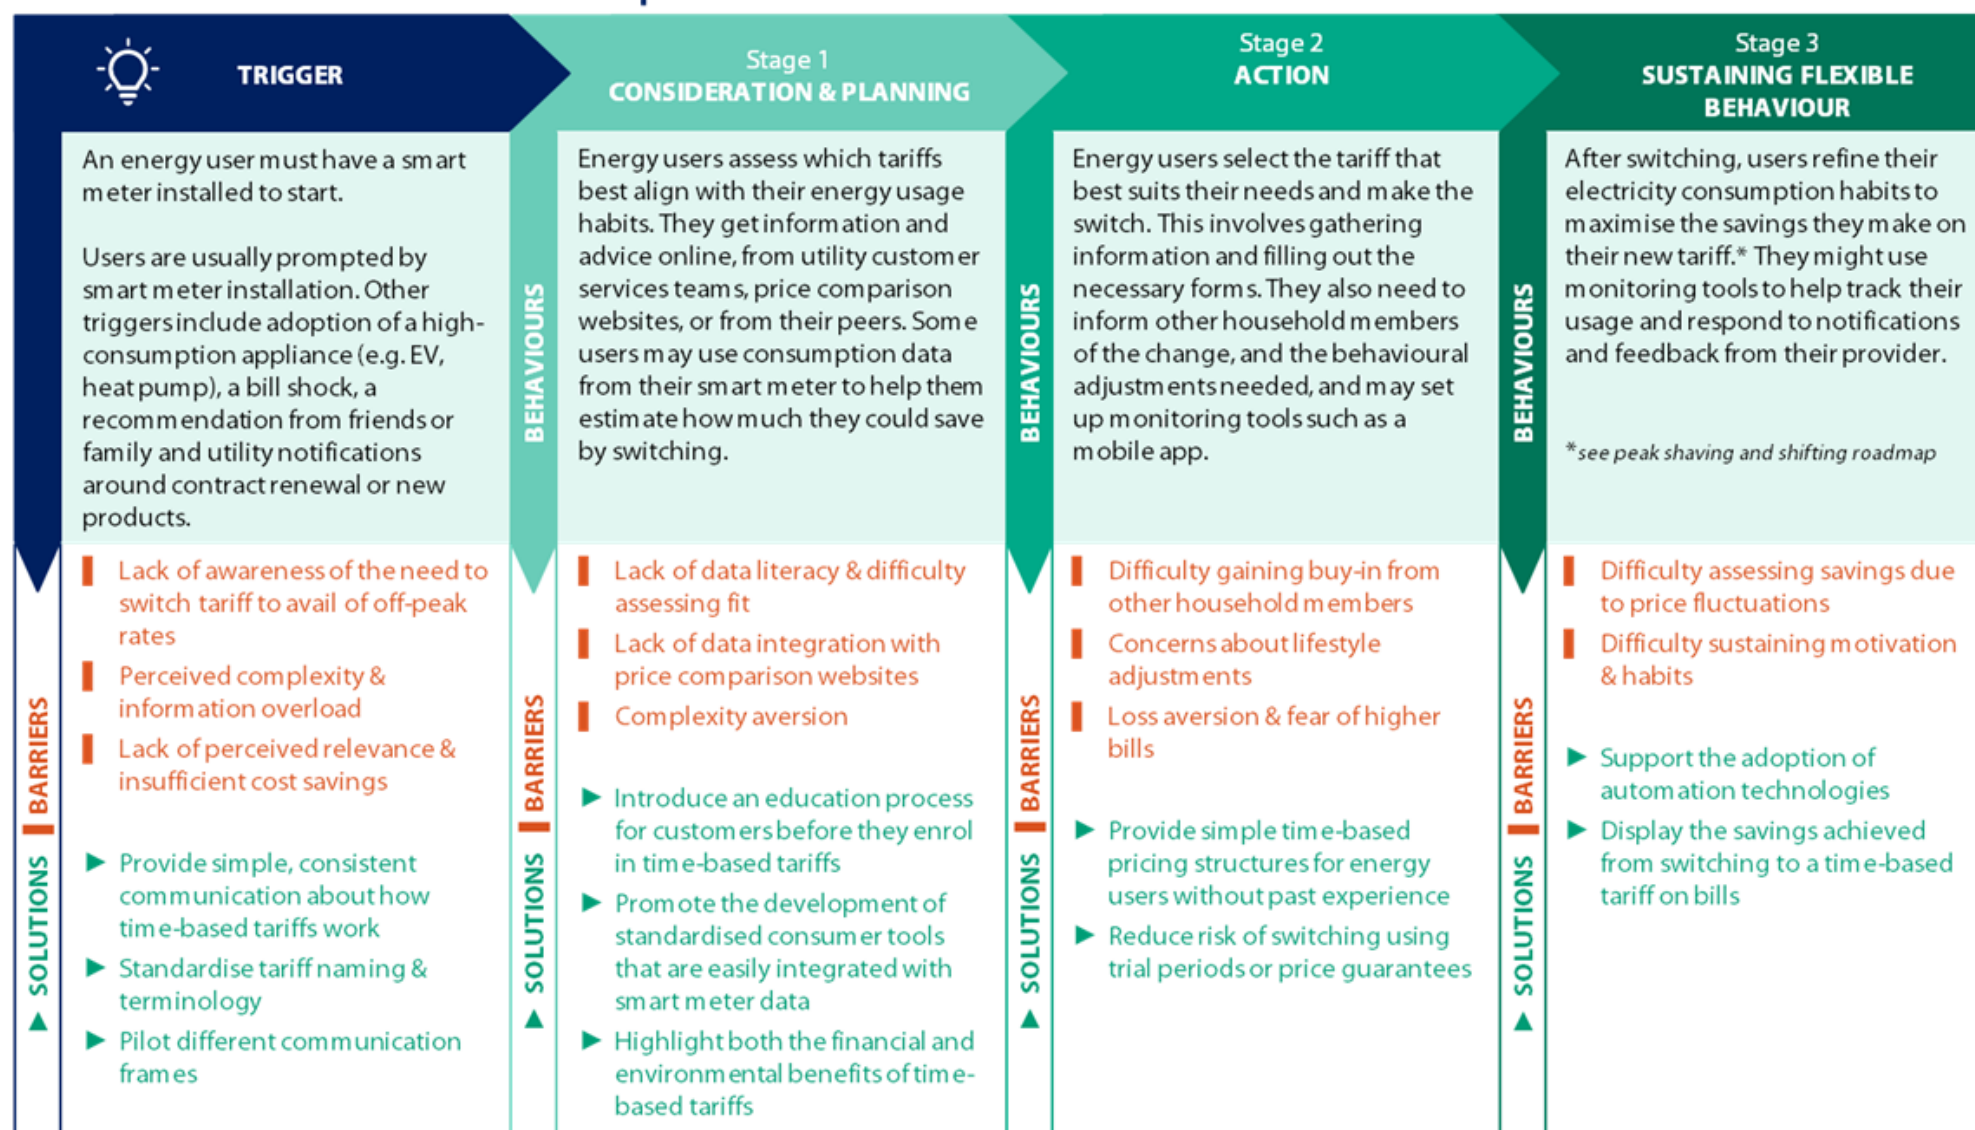 TRIGGER
An energy user must have a smart
meter installed to start.
Users are usually prompted by
smart meter installation. Other
triggers include adoption of a high-
consumption appliance (e.g. EV,
heat pump), a bill shock, a
recommendation from friends or
family and utility notifications
around contract renewal or new
products.
BARRIERS
Lack of awareness of the need to
switch tariff to avail of off-peak
rates
Perceived complexity &
information overload
Lack of perceived relevance &
insufficient cost savings
SOLUTIONS
Provide simple, consistent
communication about how
time-based tariffs work
Standardise tariff naming &
terminology
Pilot different communication
frames
Stage 1
CONSIDERATION & PLANNING
BEHAVIOURS
Energy users assess which tariffs
best align with their energy usage
habits. They get information and
advice online, from utility customer
services teams, price comparison
websites, or from their peers. Some
users may use consumption data
from their smart meter to help them
estimate how much they could save
by switching.
BARRIERS
Lack of data literacy & difficulty
assessing fit
Lack of data integration with
price comparison websites
Complexity aversion
SOLUTIONS
Introduce an education process
for customers before they enrol
in time-based tariffs
Promote the development of
standardised consumer tools
that are easily integrated with
smart meter data
Highlight both the financial and
environmental benefits of time-
based tariffs
Stage 2
ACTION
BEHAVIOURS
Energy users select the tariff that
best suits their needs and make the
switch. This involves gathering
information and filling out the
necessary forms. They also need to
inform other household members
of the change, and the behavioural
adjustments needed, and may set
up monitoring tools such as a
mobile app.
BARRIERS
Difficulty gaining buy-in from
other household members
Concerns about lifestyle
adjustments
Loss aversion & fear of higher
bills
SOLUTIONS
Provide simple time-based
pricing structures for energy
users without past experience
Reduce risk of switching using
trial periods or price guarantees
Stage 3
SUSTAINING FLEXIBLE
BEHAVIOUR
BEHAVIOURS
After switching, users refine their
electricity consumption habits to
maximise the savings they make on
their new tariff.* They might use
monitoring tools to help track their
usage and respond to notifications
and feedback from their provider.
*see peak shaving and shifting roadmap
BARRIERS
Difficulty assessing savings due
to price fluctuations
Difficulty sustaining motivation
& habits
SOLUTIONS
Support the adoption of
automation technologies
Display the savings achieved
from switching to a time-based
tariff on bills